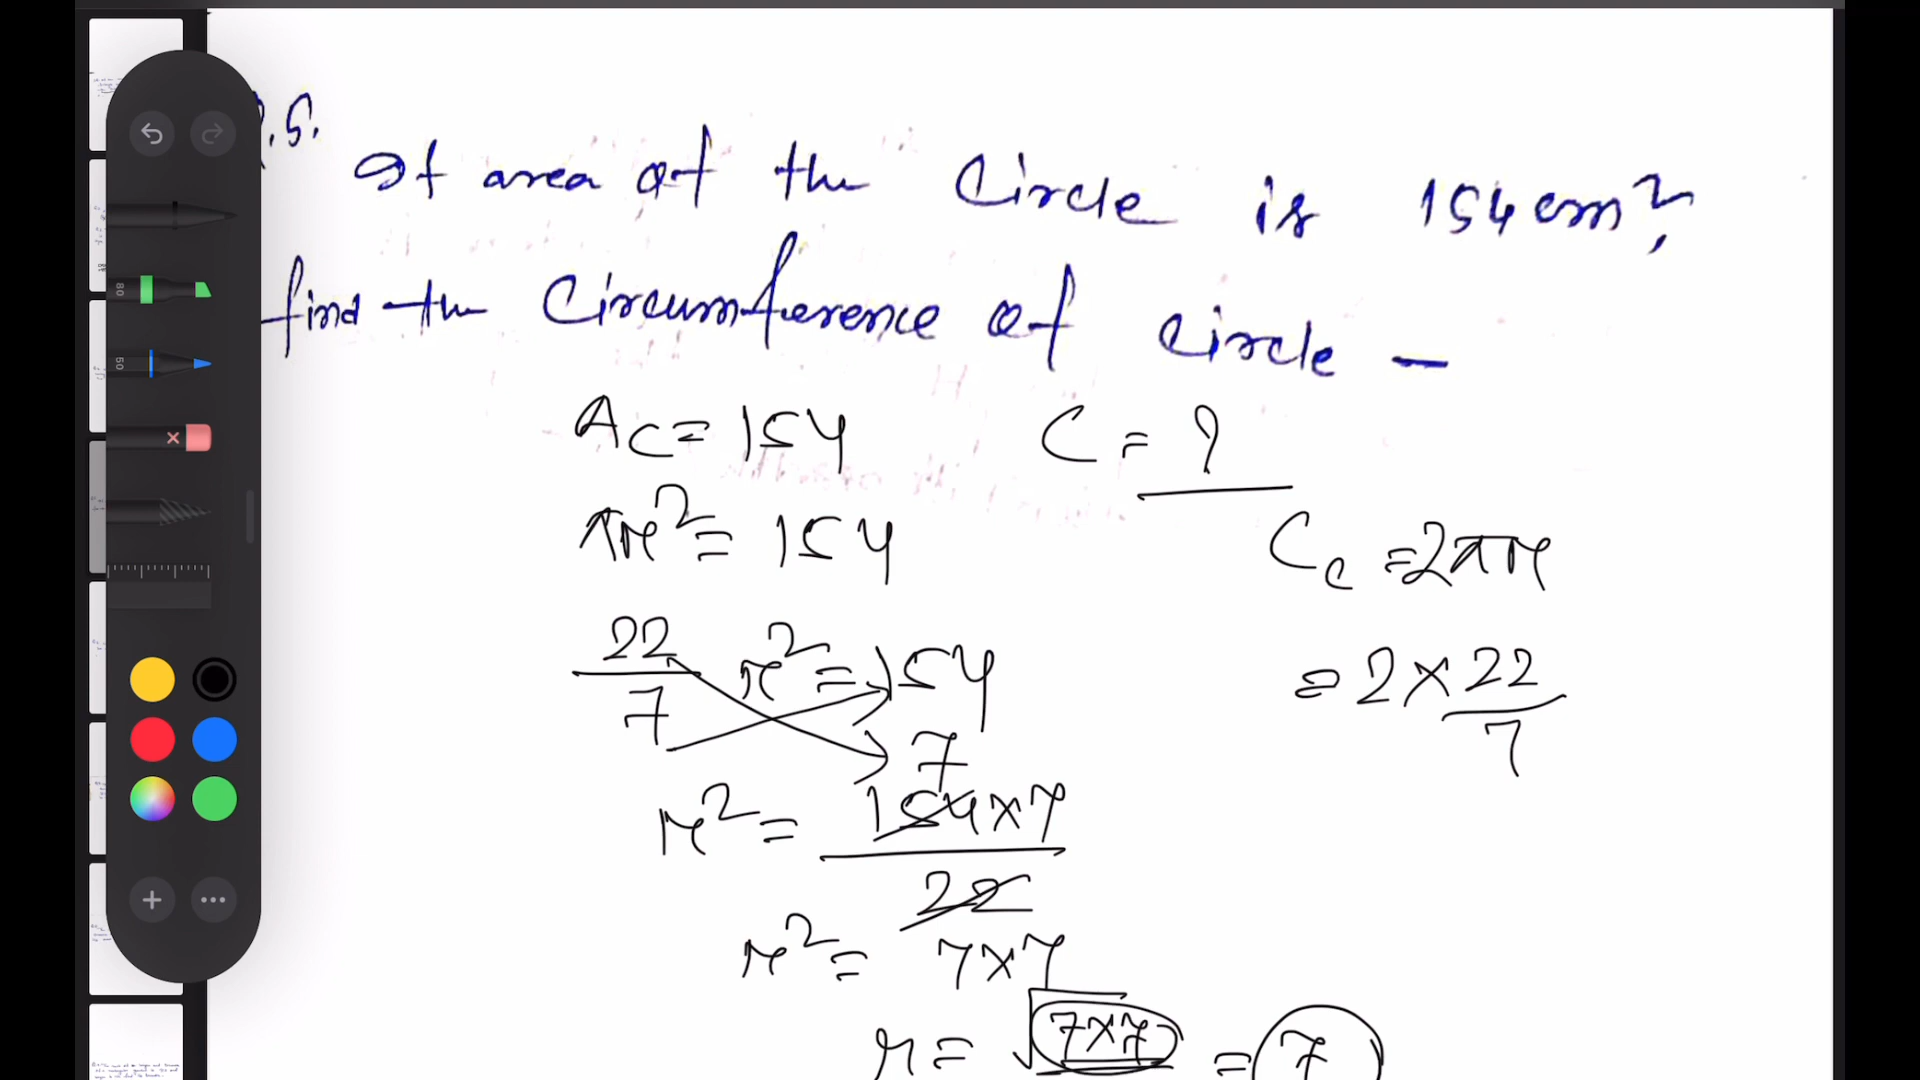 .5.
If area of the Circle is 154 cm²,
find the Circumference of circle –
Ac = 154
C = ?
πr² = 154
Cc = 2πr
22/7 r² = 154
= 2 × 22/7
7
r² = 154×7/22
r² = 7×7
r = √7×7 = 7
80
50